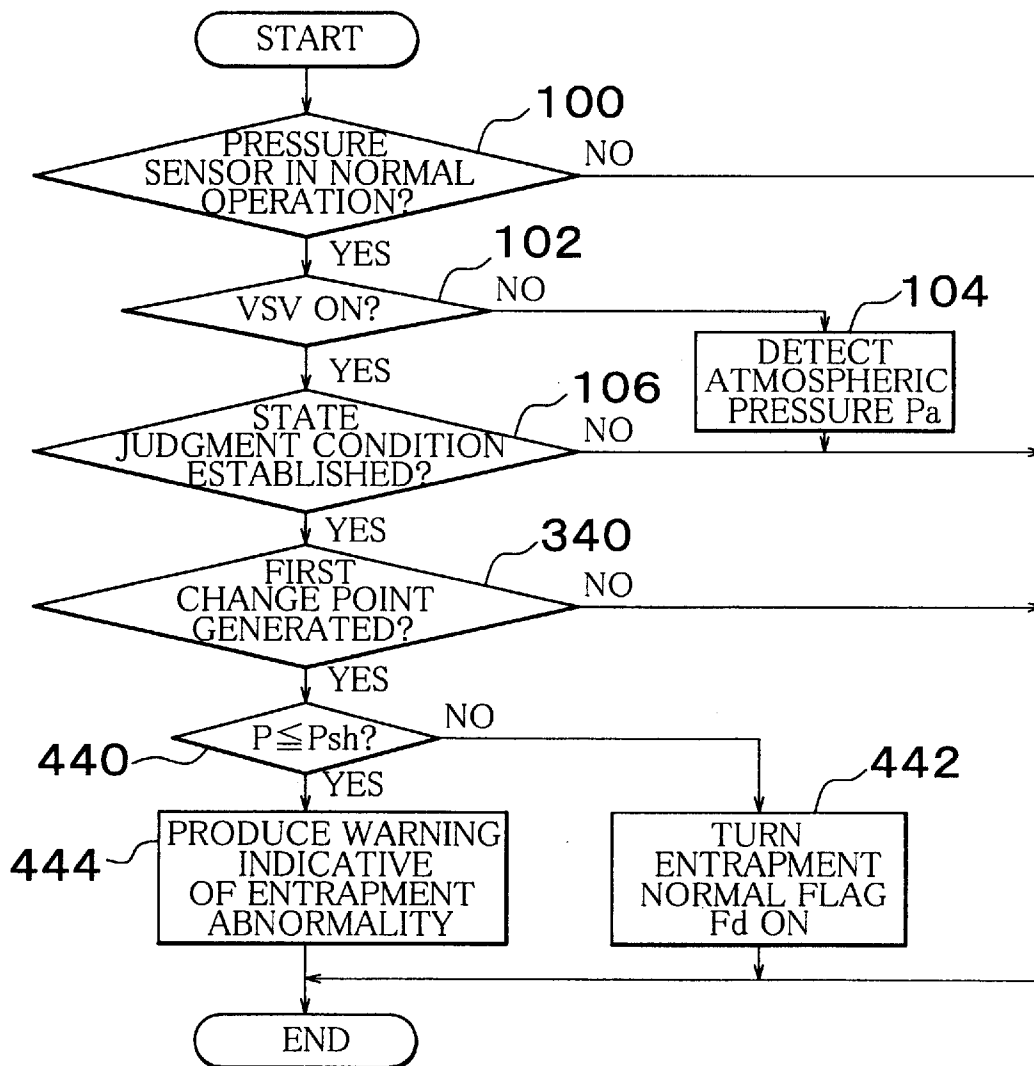 START
100
PRESSURE
SENSOR IN NORMAL
OPERATION?
NO
YES
102
VSV ON?
NO
104
DETECT
ATMOSPHERIC
PRESSURE Pa
YES
106
STATE
JUDGMENT CONDITION
ESTABLISHED?
NO
YES
340
FIRST
CHANGE POINT
GENERATED?
NO
YES
P≦Psh?
NO
440
YES
442
444
PRODUCE WARNING
INDICATIVE
OF ENTRAPMENT
ABNORMALITY
TURN
ENTRAPMENT
NORMAL FLAG
Fd ON
END